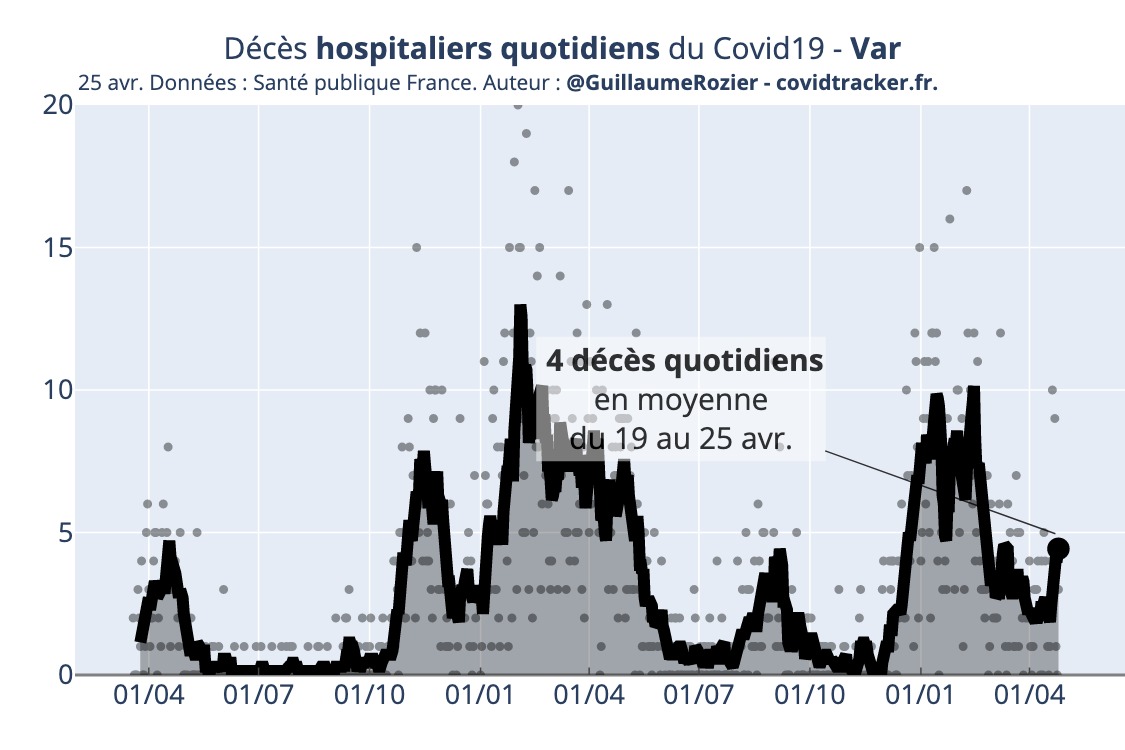 Décès hospitaliers quotidiens du Covid19 - Var
25 avr. Données : Santé publique France. Auteur : @GuillaumeRozier - covidtracker.fr.
20
15
10
5
0
4 décès quotidiens
en moyenne
du 19 au 25 avr.
01/04 01/07 01/10 01/01 01/04 01/07 01/10 01/01 01/04